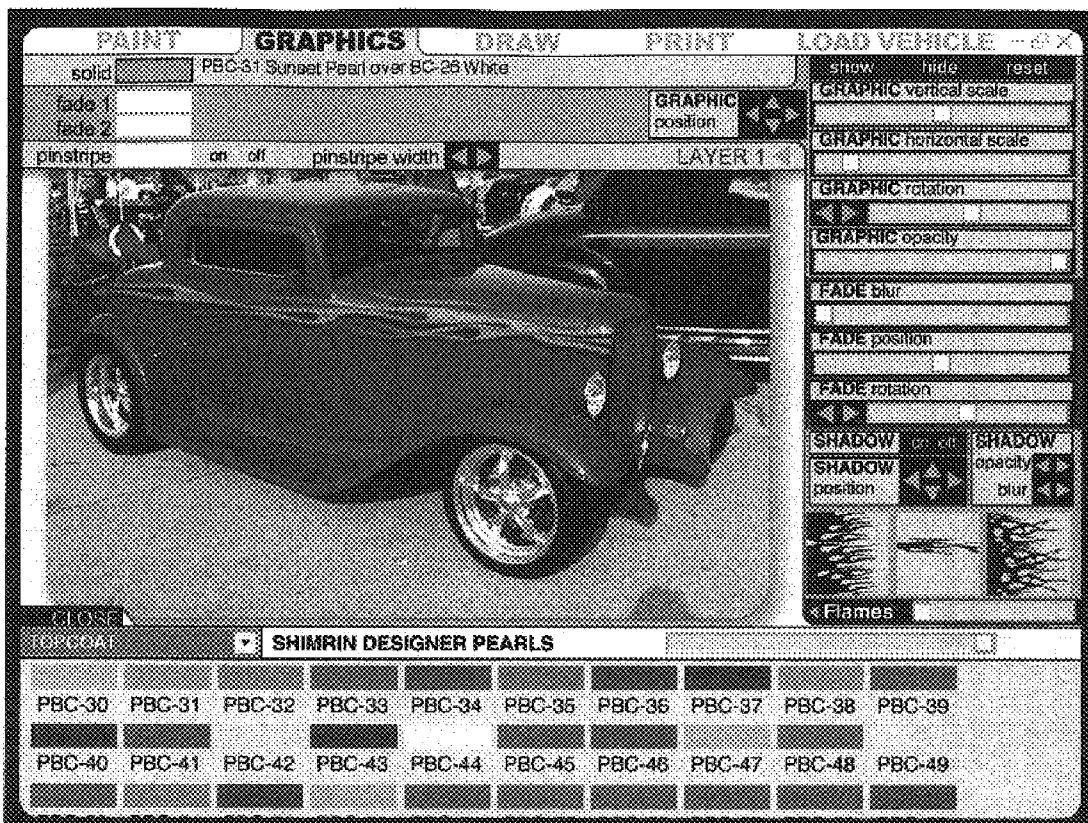 PAINT GRAPHICS DRAW PRINT LOAD VEHICLE
solid PBC-31 Sunset Pearl over BC-26 White
show hide reset
GRAPHIC vertical scale
fade 1
fade 2
GRAPHIC position
GRAPHIC horizontal scale
pinstripe on off pinstripe width LAYER 1
GRAPHIC rotation
GRAPHIC opacity
FADE blur
FADE position
FADE rotation
SHADOW
SHADOW position
SHADOW opacity
blur
Flames
CLOSE
TOPCOAT SHIMRIN DESIGNER PEARLS
PBC-30 PBC-31 PBC-32 PBC-33 PBC-34 PBC-35 PBC-36 PBC-37 PBC-38 PBC-39
PBC-40 PBC-41 PBC-42 PBC-43 PBC-44 PBC-45 PBC-46 PBC-47 PBC-48 PBC-49